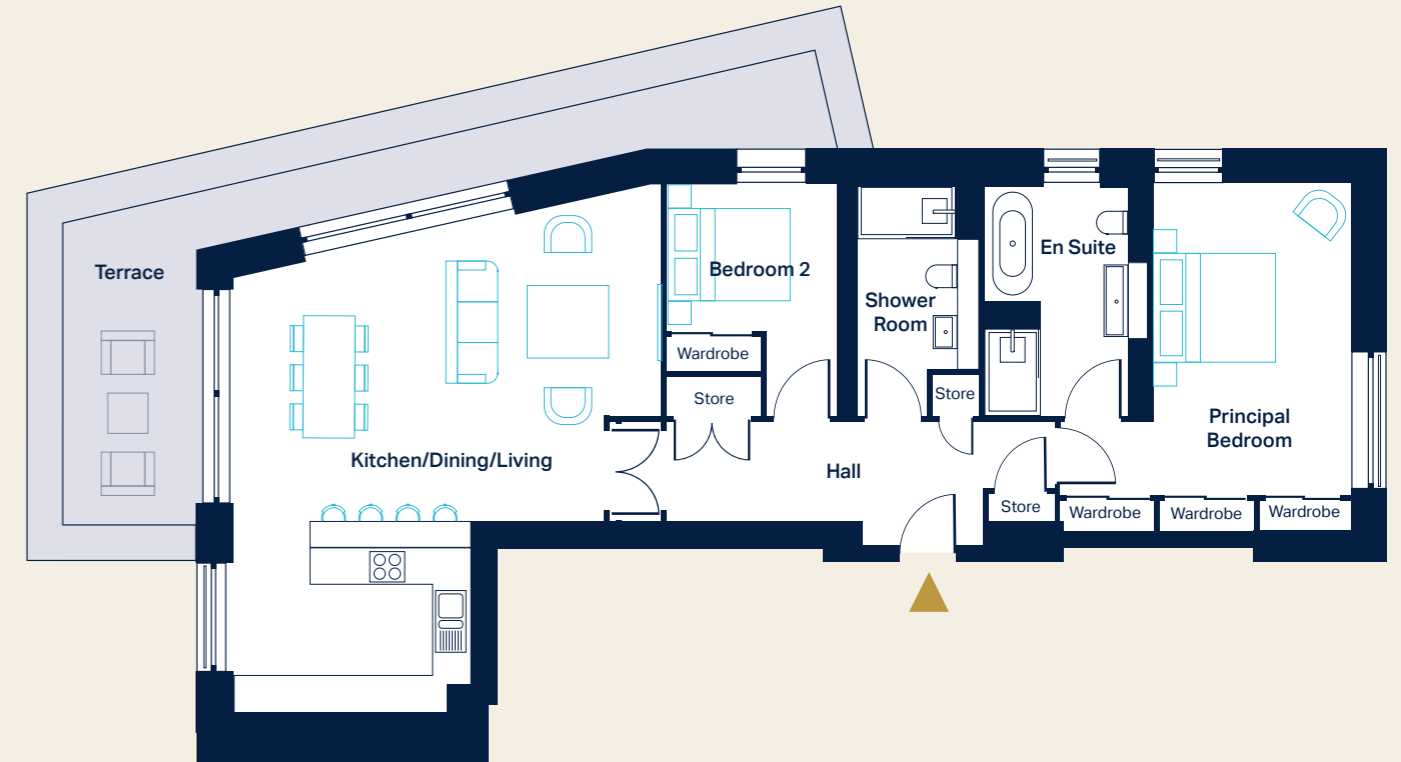 Terrace
Bedroom 2
En Suite
Shower
Room
Wardrobe
Store
Store
Principal
Bedroom
Kitchen/Dining/Living
Hall
Store
Wardrobe
Wardrobe
Wardrobe